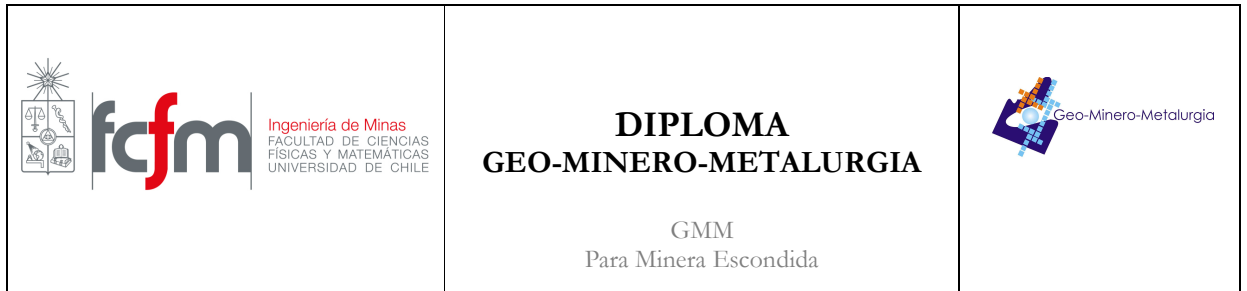 fcfm
Ingeniería de Minas
FACULTAD DE CIENCIAS
FÍSICAS Y MATEMÁTICAS
UNIVERSIDAD DE CHILE
DIPLOMA
GEO-MINERO-METALURGIA
GMM
Para Minera Escondida
Geo-Minero-Metalurgia